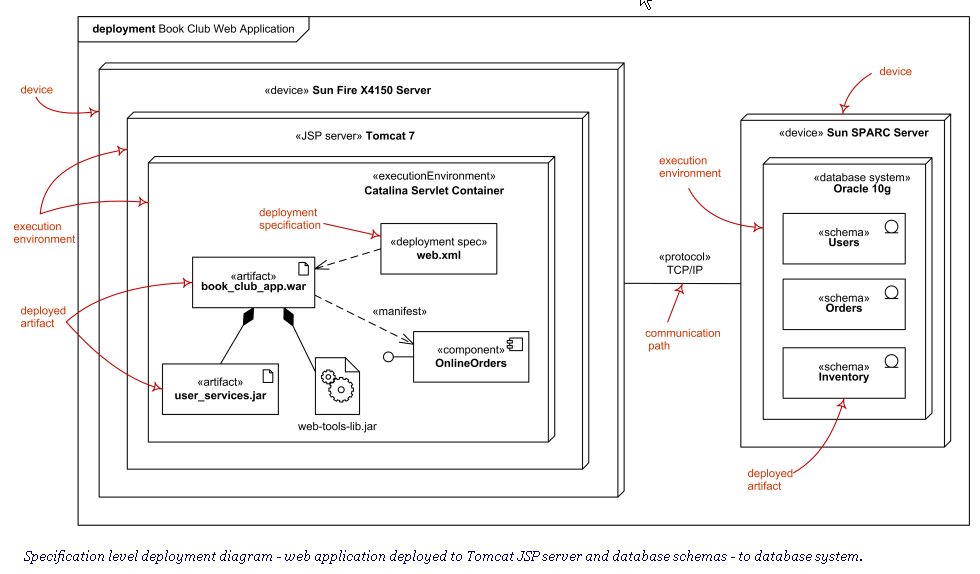 deployment Book Club Web Application
device
«device» Sun Fire X4150 Server
device
«JSP server» Tomcat 7
«device» Sun SPARC Server
execution
environment
«executionEnvironment»
Catalina Servlet Container
«database system»
Oracle 10g
execution
environment
deployment
specification
«deployment spec»
web.xml
«schema»
Users
«protocol»
TCP/IP
«artifact»
book_club_app.war
deployed
artifact
«manifest»
«schema»
Orders
communication
path
«component»
OnlineOrders
«artifact»
user_services.jar
web-tools-lib.jar
«schema»
Inventory
deployed
artifact
Specification level deployment diagram - web application deployed to Tomcat JSP server and database schemas - to database system.